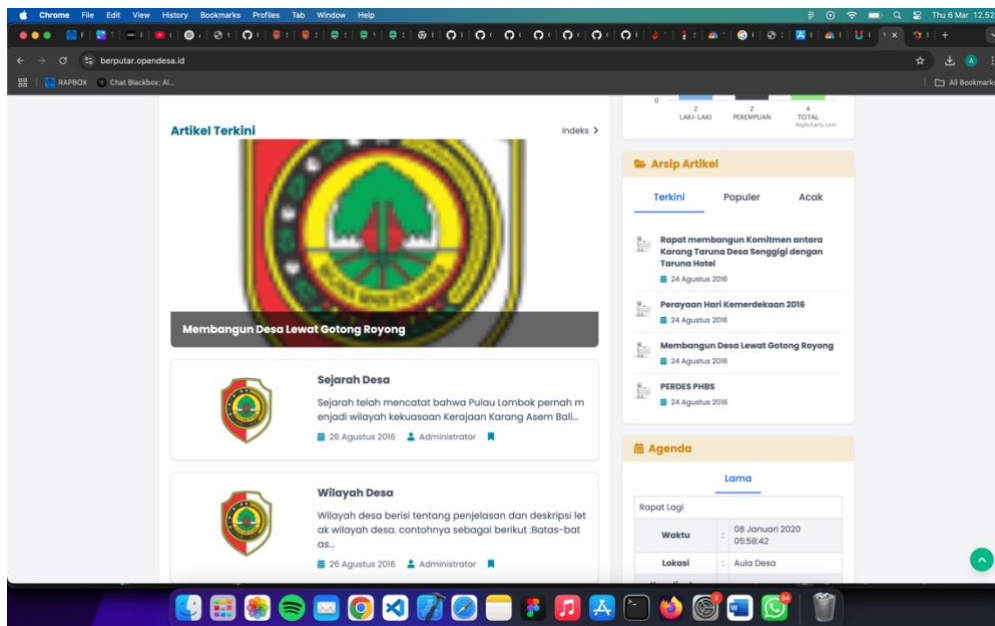 Chrome File Edit View History Bookmarks Profiles Tab Window Help
Thu 6 Mar 12.52
berputar.opendesa.id
RAPBOX Chat Blackbox: AI...
All Bookmarks
0
2 2 4
LAKI-LAKI PEREMPUAN TOTAL
Highcharts.com
Artikel Terkini
Indeks
Membangun Desa Lewat Gotong Royong
Sejarah Desa
Sejarah telah mencatat bahwa Pulau Lombok pernah m
enjadi wilayah kekuasaan Kerajaan Karang Asem Bali...
26 Agustus 2016 Administrator
Wilayah Desa
Wilayah desa berisi tentang penjelasan dan deskripsi let
ak wilayah desa. contohnya sebagai berikut :Batas-bat
as...
26 Agustus 2016 Administrator
Arsip Artikel
Terkini Populer Acak
Rapat membangun Komitmen antara
Karang Taruna Desa Senggigi dengan
Taruna Hotel
24 Agustus 2016
Perayaan Hari Kemerdekaan 2016
24 Agustus 2016
Membangun Desa Lewat Gotong Royong
24 Agustus 2016
PERDES PHBS
24 Agustus 2016
Agenda
Lama
Rapat Lagi
Waktu : 08 Januari 2020
05:58:42
Lokasi : Aula Desa